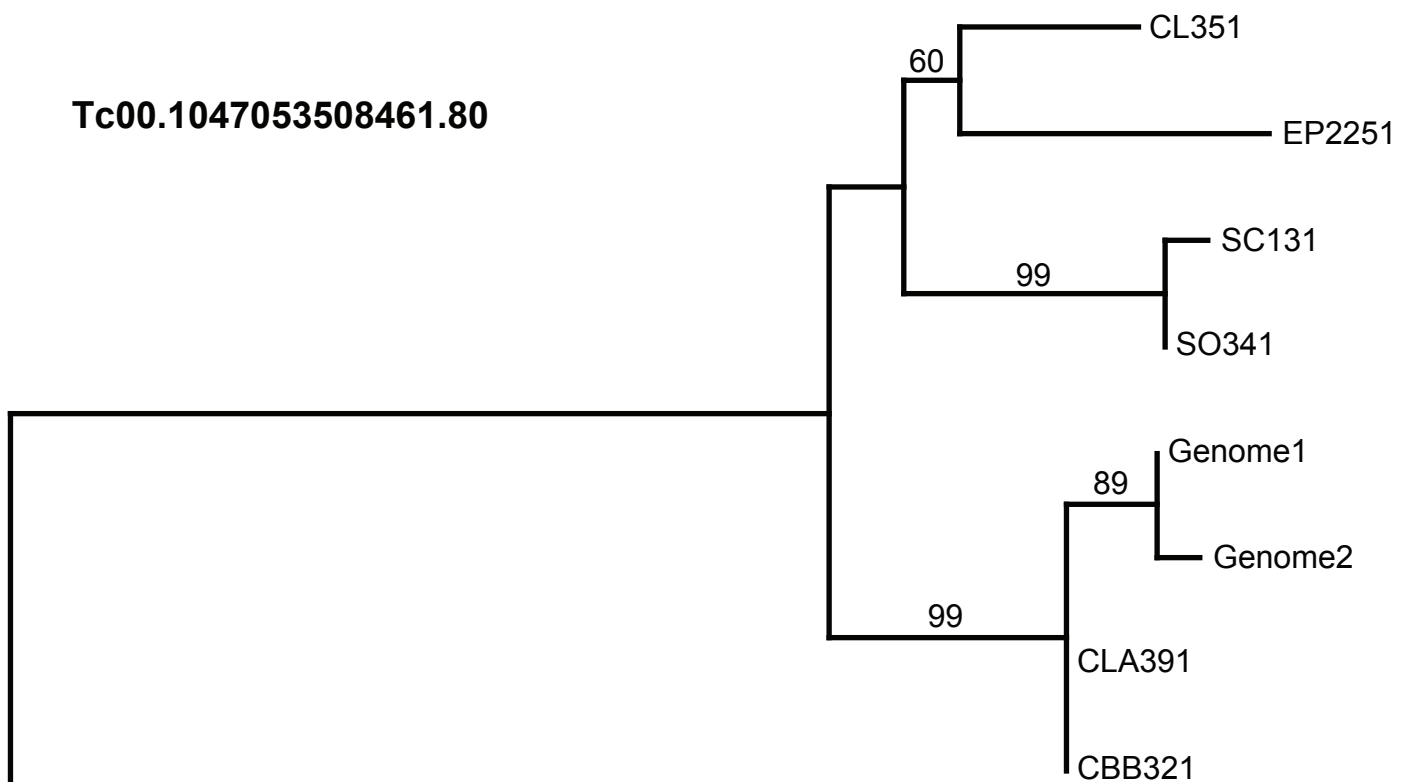 CL351
60
Tc00.1047053508461.80
EP2251
SC131
99
SO341
Genome1
89
Genome2
99
CLA391
CBB321